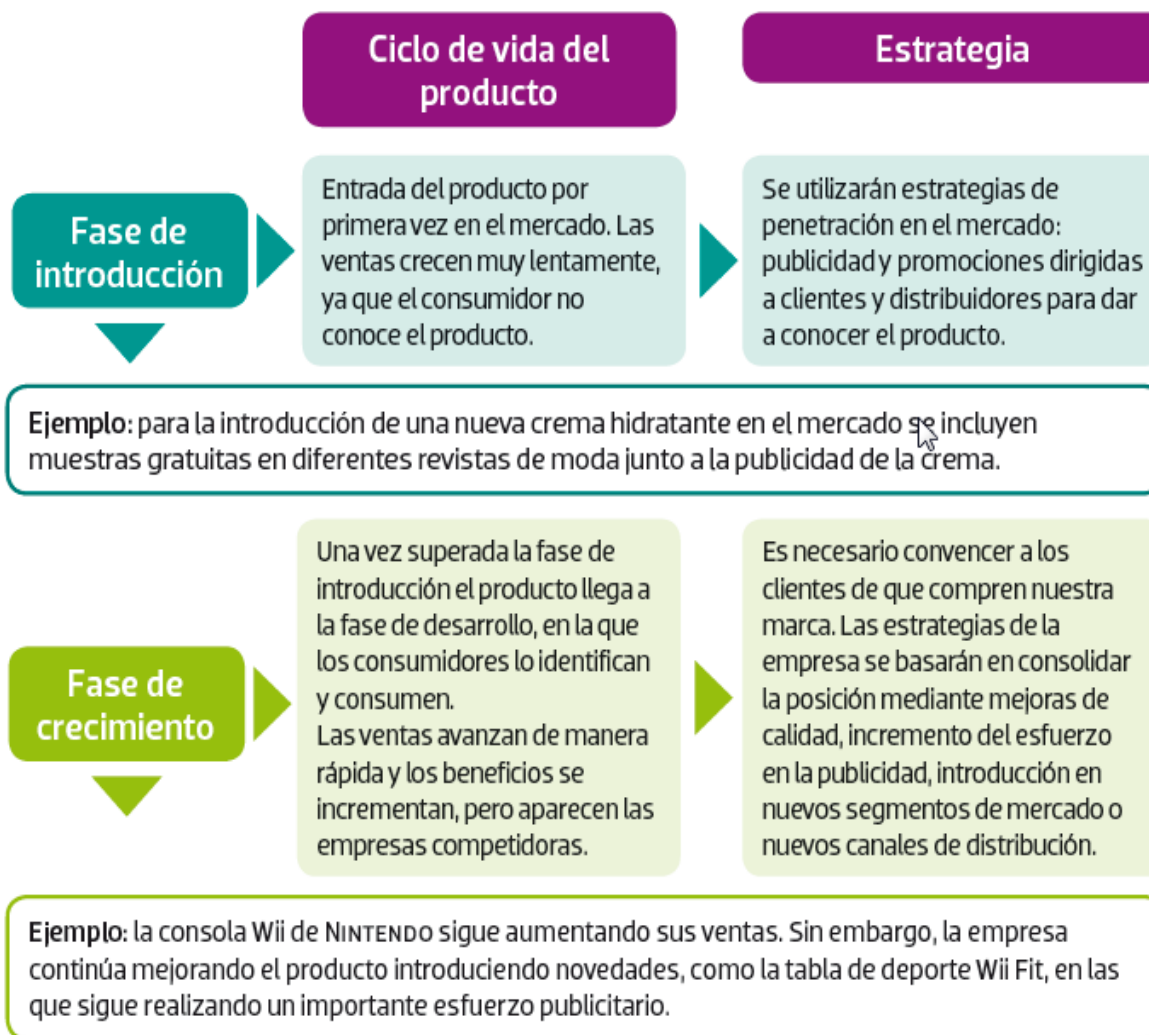 Ciclo de vida del
producto
Estrategia
Fase de
introducción
Entrada del producto por
primera vez en el mercado. Las
ventas crecen muy lentamente,
ya que el consumidor no
conoce el producto.
Se utilizarán estrategias de
penetración en el mercado:
publicidad y promociones dirigidas
a clientes y distribuidores para dar
a conocer el producto.
Ejemplo: para la introducción de una nueva crema hidratante en el mercado se incluyen
muestras gratuitas en diferentes revistas de moda junto a la publicidad de la crema.
Fase de
crecimiento
Una vez superada la fase de
introducción el producto llega a
la fase de desarrollo, en la que
los consumidores lo identifican
y consumen.
Las ventas avanzan de manera
rápida y los beneficios se
incrementan, pero aparecen las
empresas competidoras.
Es necesario convencer a los
clientes de que compren nuestra
marca. Las estrategias de la
empresa se basarán en consolidar
la posición mediante mejoras de
calidad, incremento del esfuerzo
en la publicidad, introducción en
nuevos segmentos de mercado o
nuevos canales de distribución.
Ejemplo: la consola Wii de NINTENDO sigue aumentando sus ventas. Sin embargo, la empresa
continúa mejorando el producto introduciendo novedades, como la tabla de deporte Wii Fit, en las
que sigue realizando un importante esfuerzo publicitario.